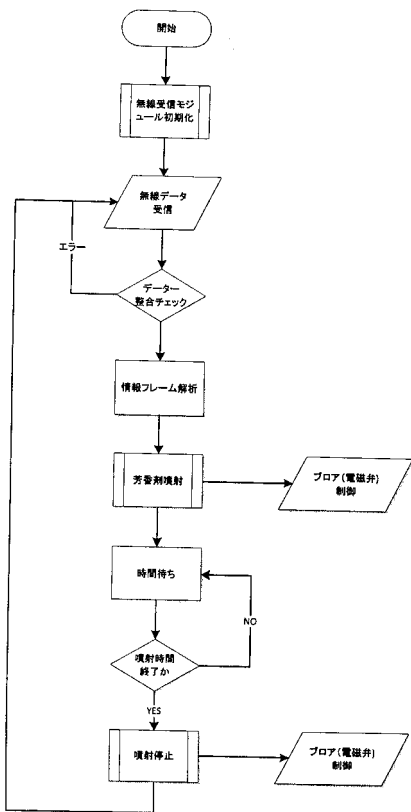 開始
無線受信モジ
ュール初期化
無線データ
受信
エラー
データー
整合チェック
情報フレーム解析
芳香剤噴射
ブロア(電磁弁)
制御
時間待ち
NO
噴射時間
終了か
YES
噴射停止
ブロア(電磁弁)
制御